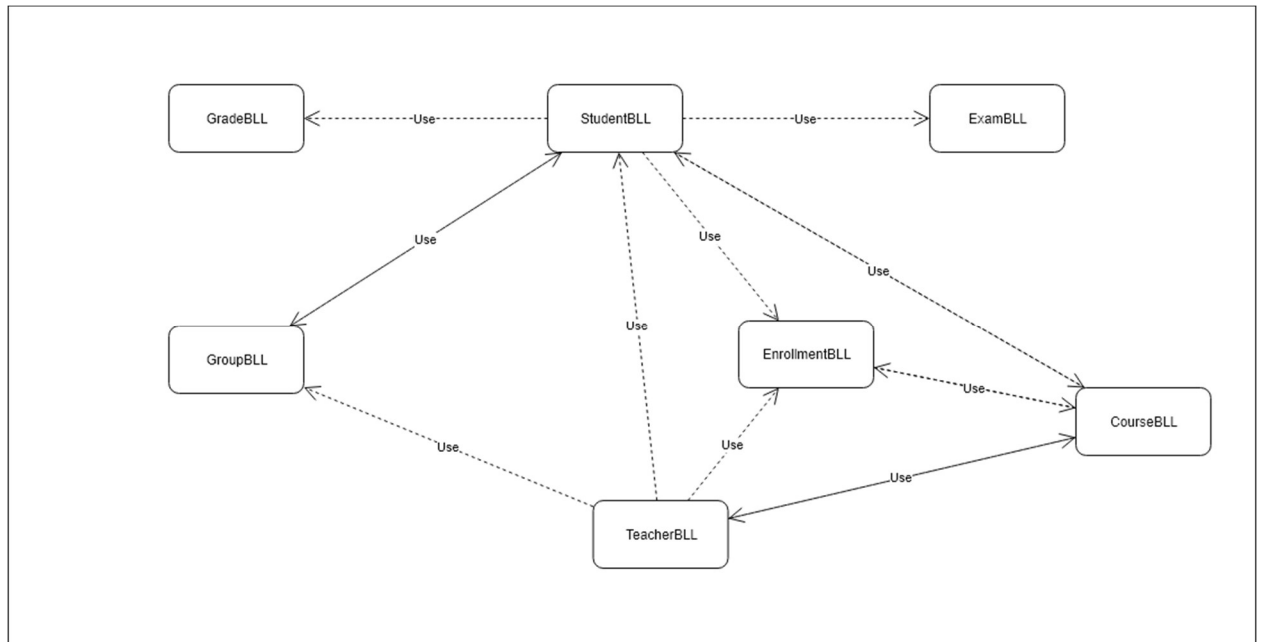 GradeBLL
Use
StudentBLL
Use
ExamBLL
Use
Use
Use
Use
GroupBLL
EnrollmentBLL
Use
CourseBLL
Use
Use
Use
TeacherBLL